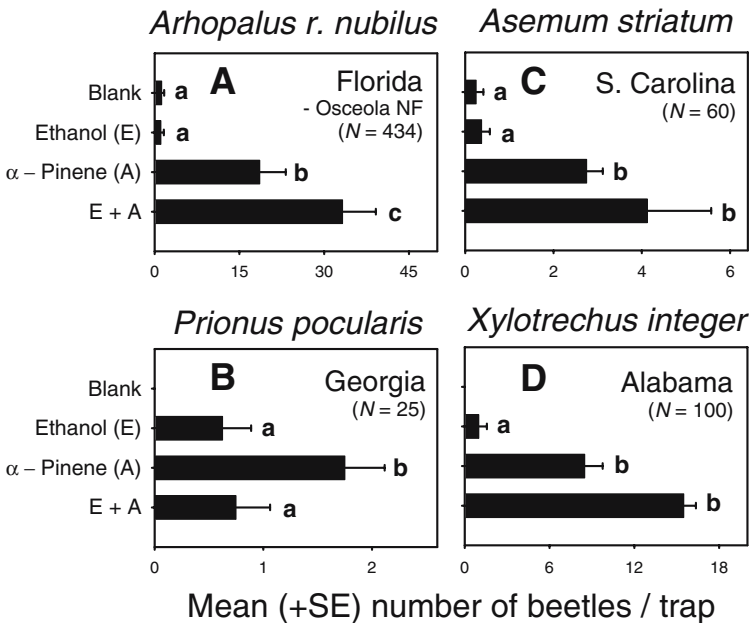 Arhopalus r. nubilus
Asemum striatum
A
Florida
- Osceola NF
(N = 434)
Blank
Ethanol (E)
α – Pinene (A)
E + A
a
a
b
c
0 15 30 45
C
S. Carolina
(N = 60)
a
a
b
b
0 2 4 6
Prionus pocularis
Xylotrechus integer
B
Georgia
(N = 25)
Blank
Ethanol (E)
α – Pinene (A)
E + A
a
b
a
0 1 2
D
Alabama
(N = 100)
a
b
b
0 6 12 18
Mean (+SE) number of beetles / trap